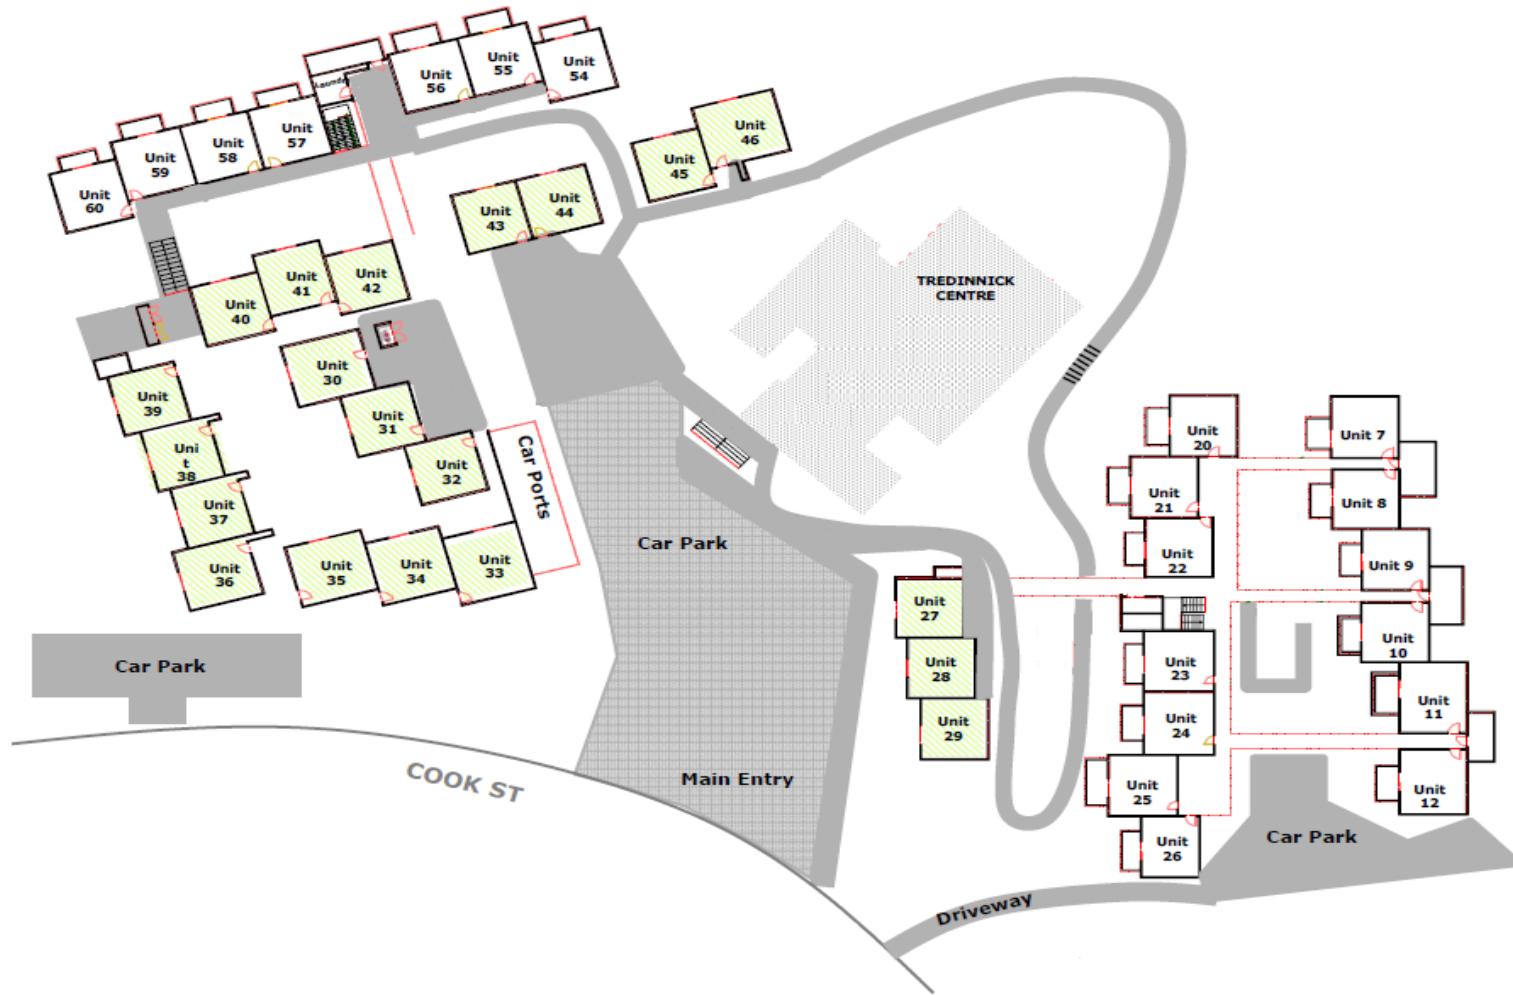 Unit
56
Unit
55
Unit
54
Laundry
Unit
57
Unit
58
Unit
59
Unit
60
Unit
46
Unit
45
Unit
43
Unit
44
Unit
42
Unit
41
Unit
40
TREDINNICK
CENTRE
Unit
30
Unit
31
Unit
32
Car Ports
Unit
39
Uni
t
38
Unit
37
Unit
36
Unit
35
Unit
34
Unit
33
Car Park
Car Park
Main Entry
COOK ST
Unit
20
Unit
21
Unit
22
Unit 7
Unit 8
Unit 9
Unit
10
Unit
11
Unit
12
Unit
27
Unit
28
Unit
29
Unit
23
Unit
24
Unit
25
Unit
26
Car Park
Driveway